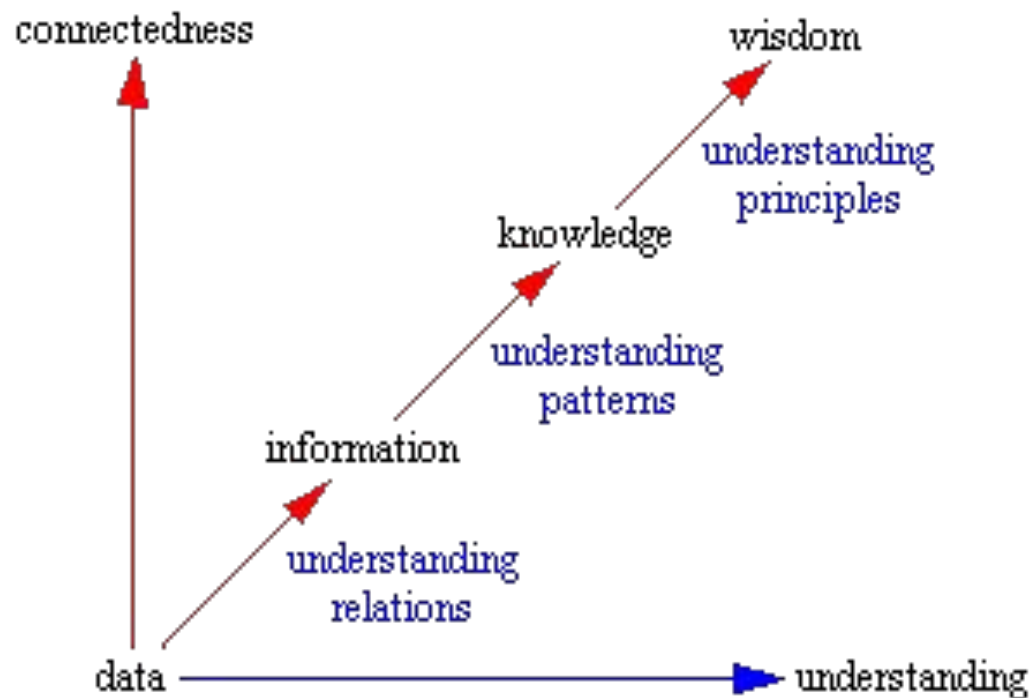 connectedness
wisdom
understanding
principles
knowledge
understanding
patterns
information
understanding
relations
data
understanding